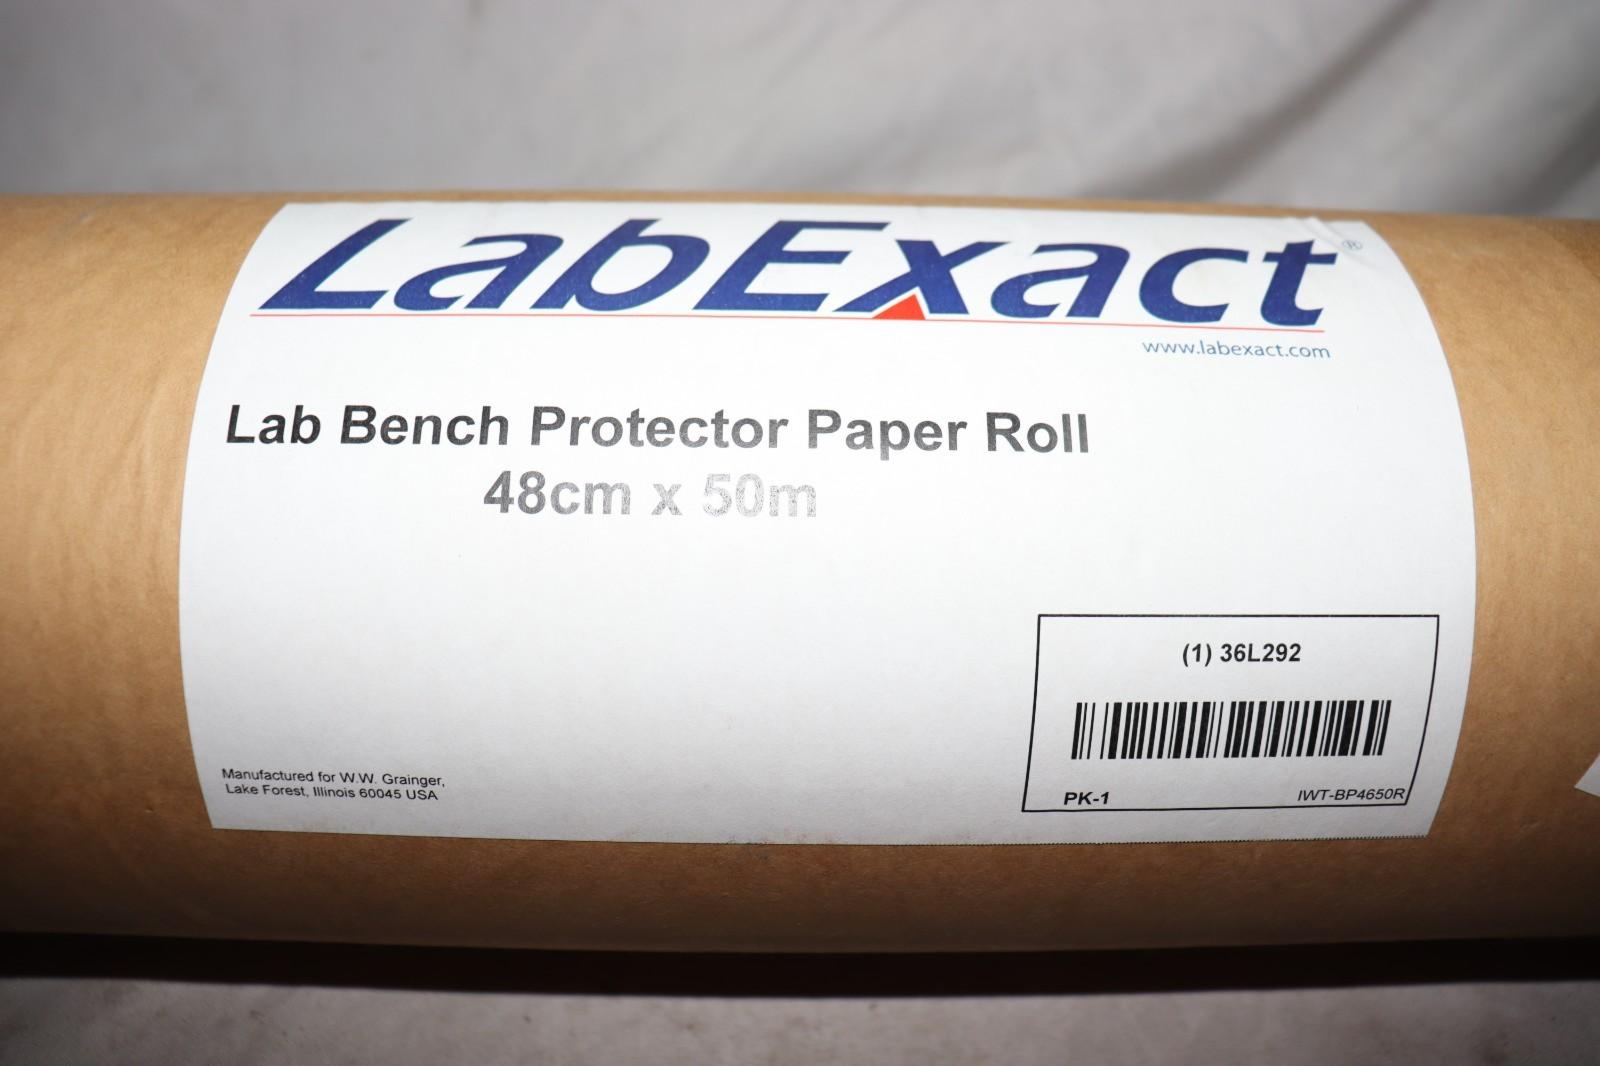 LabExact®
www.labexact.com
Lab Bench Protector Paper Roll
48cm x 50m
(1) 36L292
PK-1 IWT-BP4650R
Manufactured for W.W. Grainger,
Lake Forest, Illinois 60045 USA